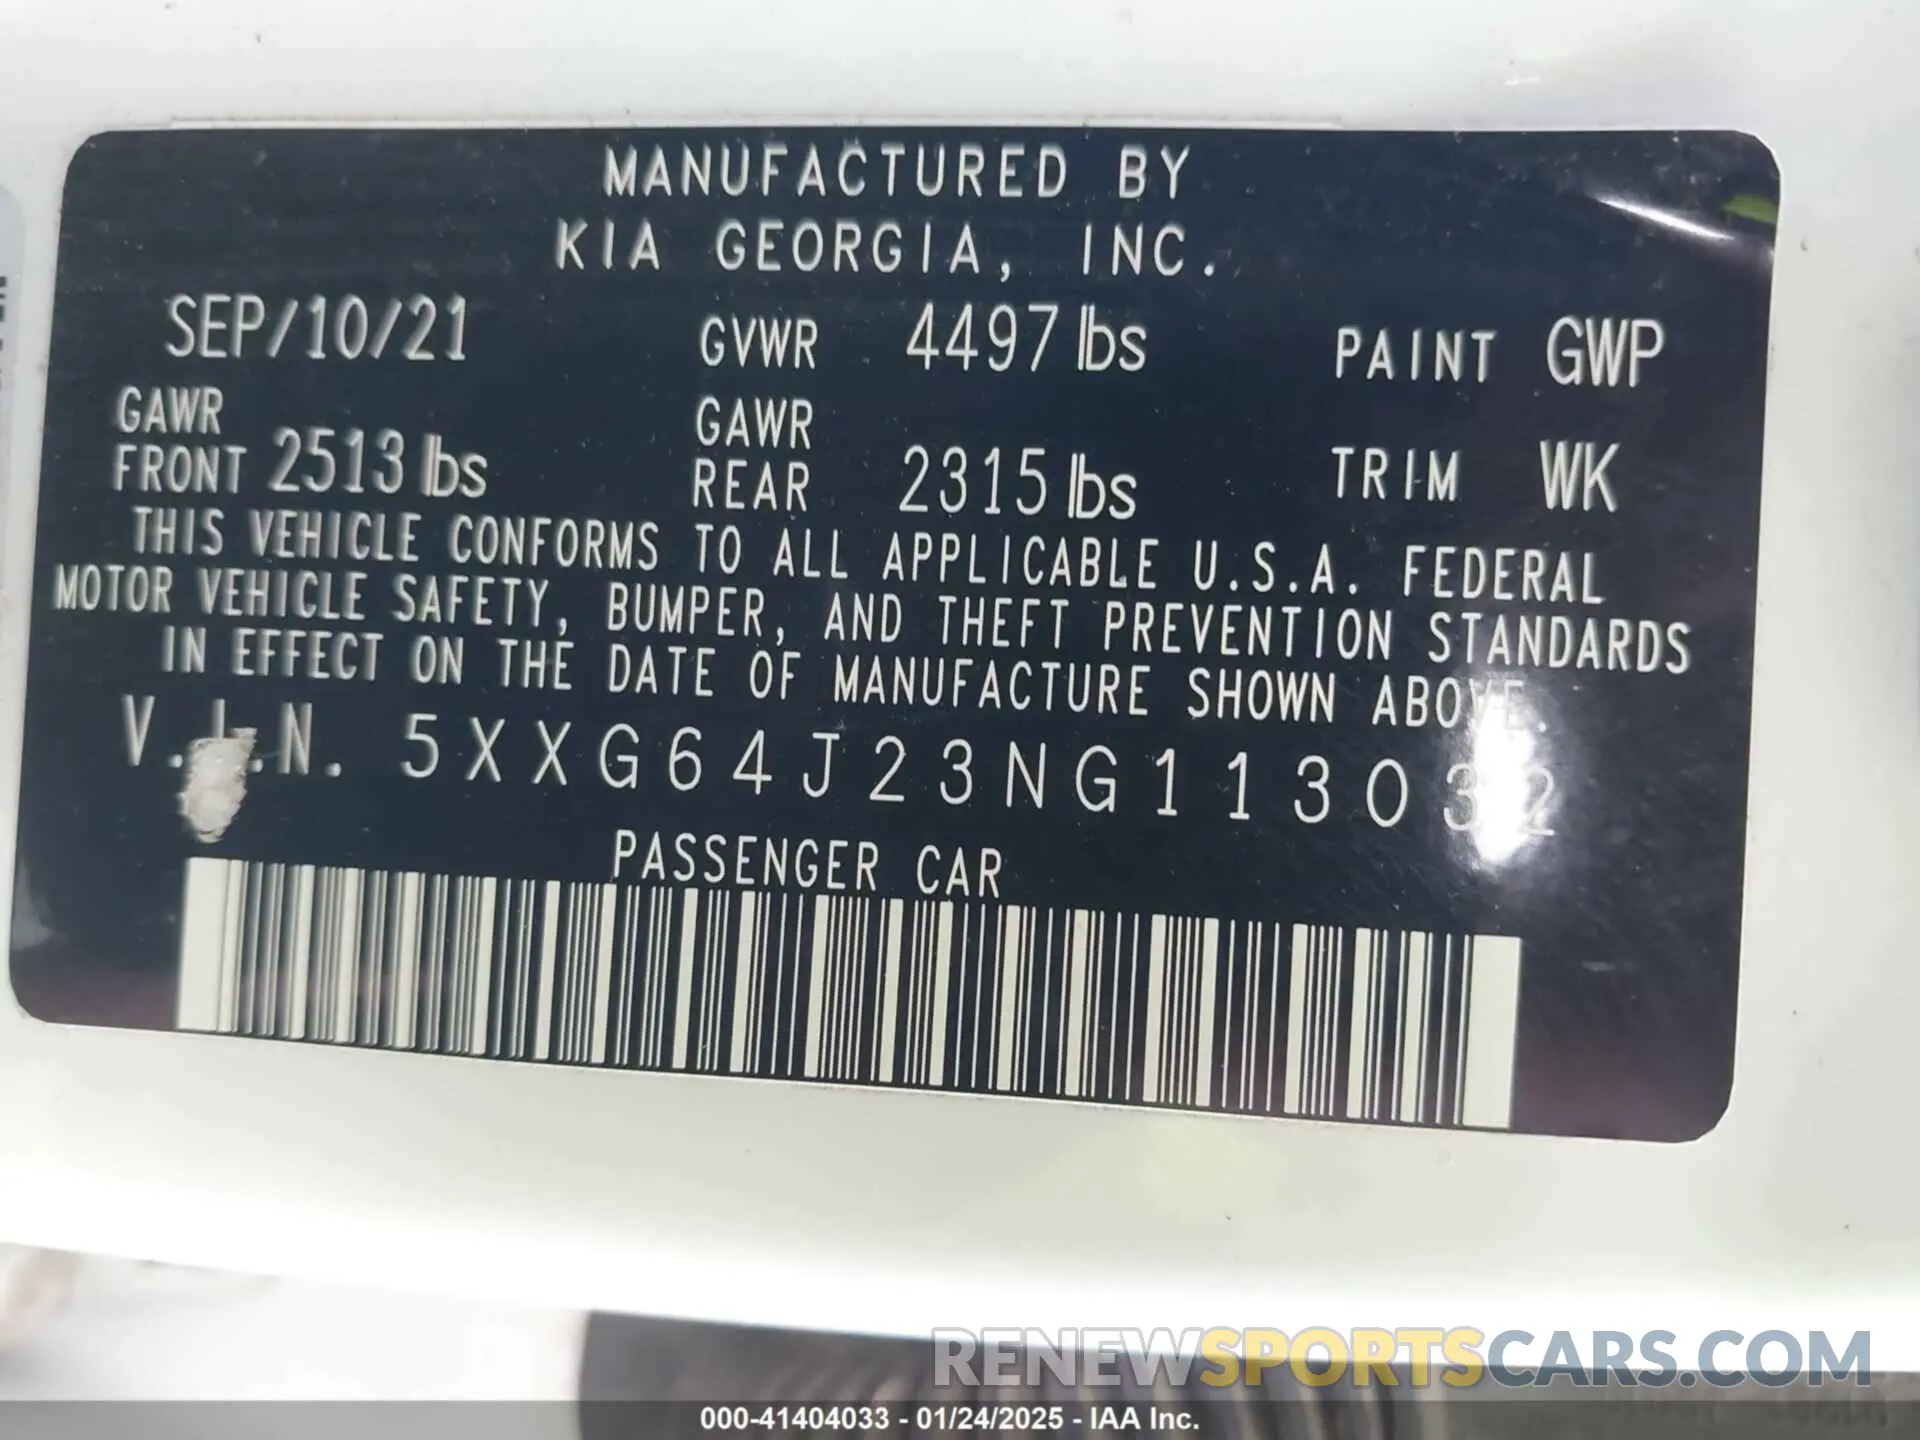 MANUFACTURED BY
KIA GEORGIA, INC.
SEP/10/21 GVWR 4497 lbs PAINT GWP
GAWR FRONT 2513 lbs GAWR REAR 2315 lbs TRIM WK
THIS VEHICLE CONFORMS TO ALL APPLICABLE U.S.A. FEDERAL
MOTOR VEHICLE SAFETY, BUMPER, AND THEFT PREVENTION STANDARDS
IN EFFECT ON THE DATE OF MANUFACTURE SHOWN ABOVE.
V.I.N. 5XXG64J23NG113032
PASSENGER CAR
RENEWSPORTSCARS.COM
000-41404033 - 01/24/2025 - IAA Inc.